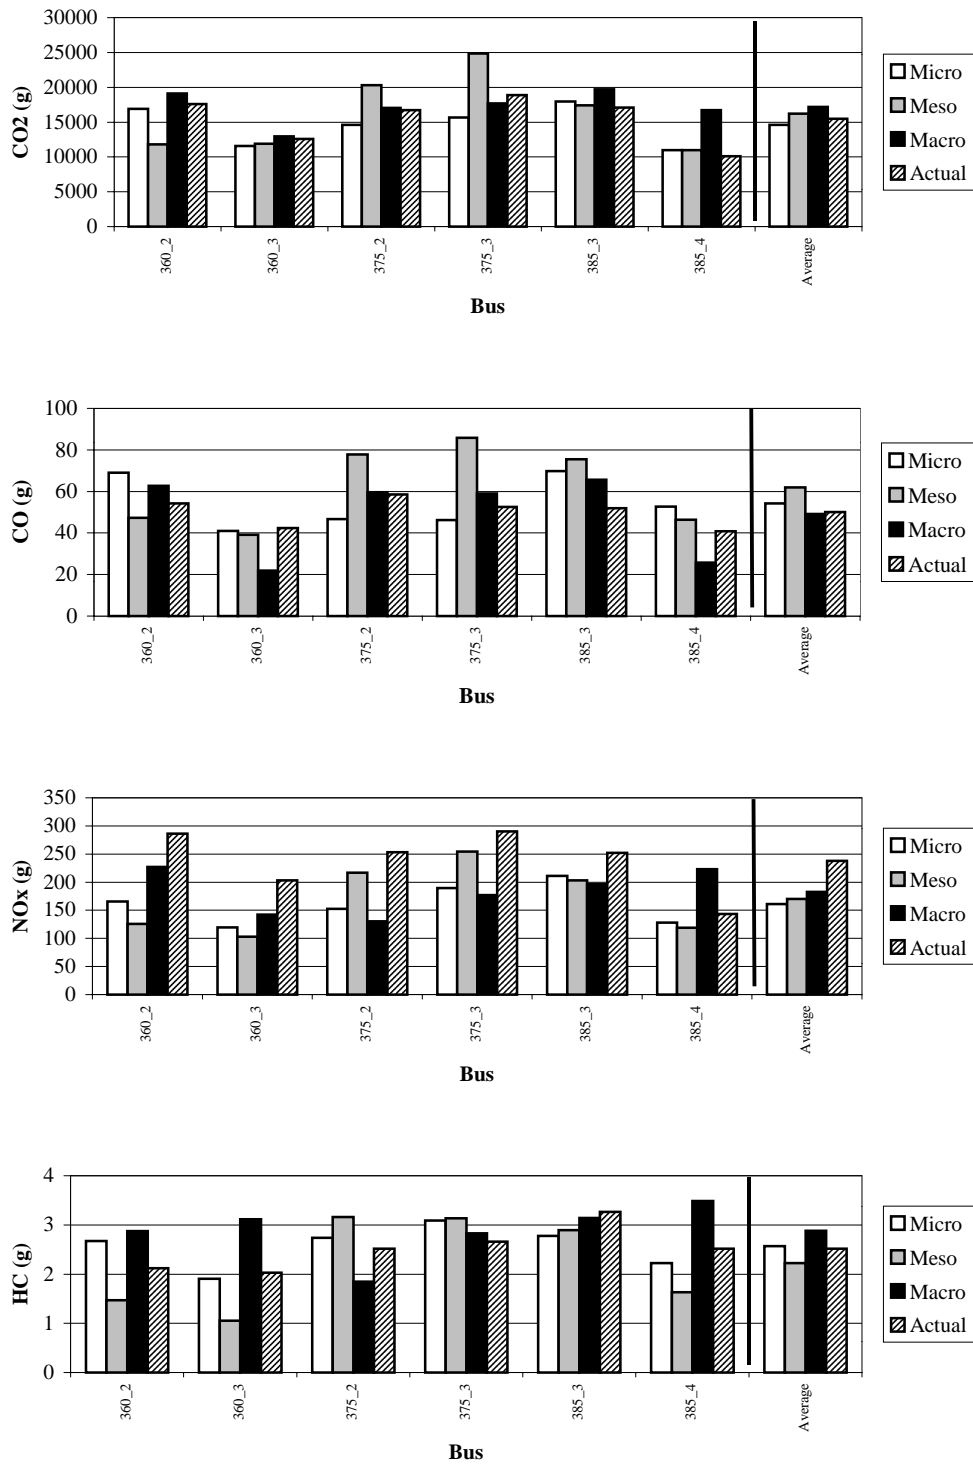 30000
25000
20000
15000
10000
5000
0
CO2 (g)
360_2
360_3
375_2
375_3
385_3
385_4
Average
Bus
Micro
Meso
Macro
Actual
100
80
60
40
20
0
CO (g)
360_2
360_3
375_2
375_3
385_3
385_4
Average
Bus
Micro
Meso
Macro
Actual
350
300
250
200
150
100
50
0
NOx (g)
360_2
360_3
375_2
375_3
385_3
385_4
Average
Bus
Micro
Meso
Macro
Actual
4
3
2
1
0
HC (g)
360_2
360_3
375_2
375_3
385_3
385_4
Average
Bus
Micro
Meso
Macro
Actual